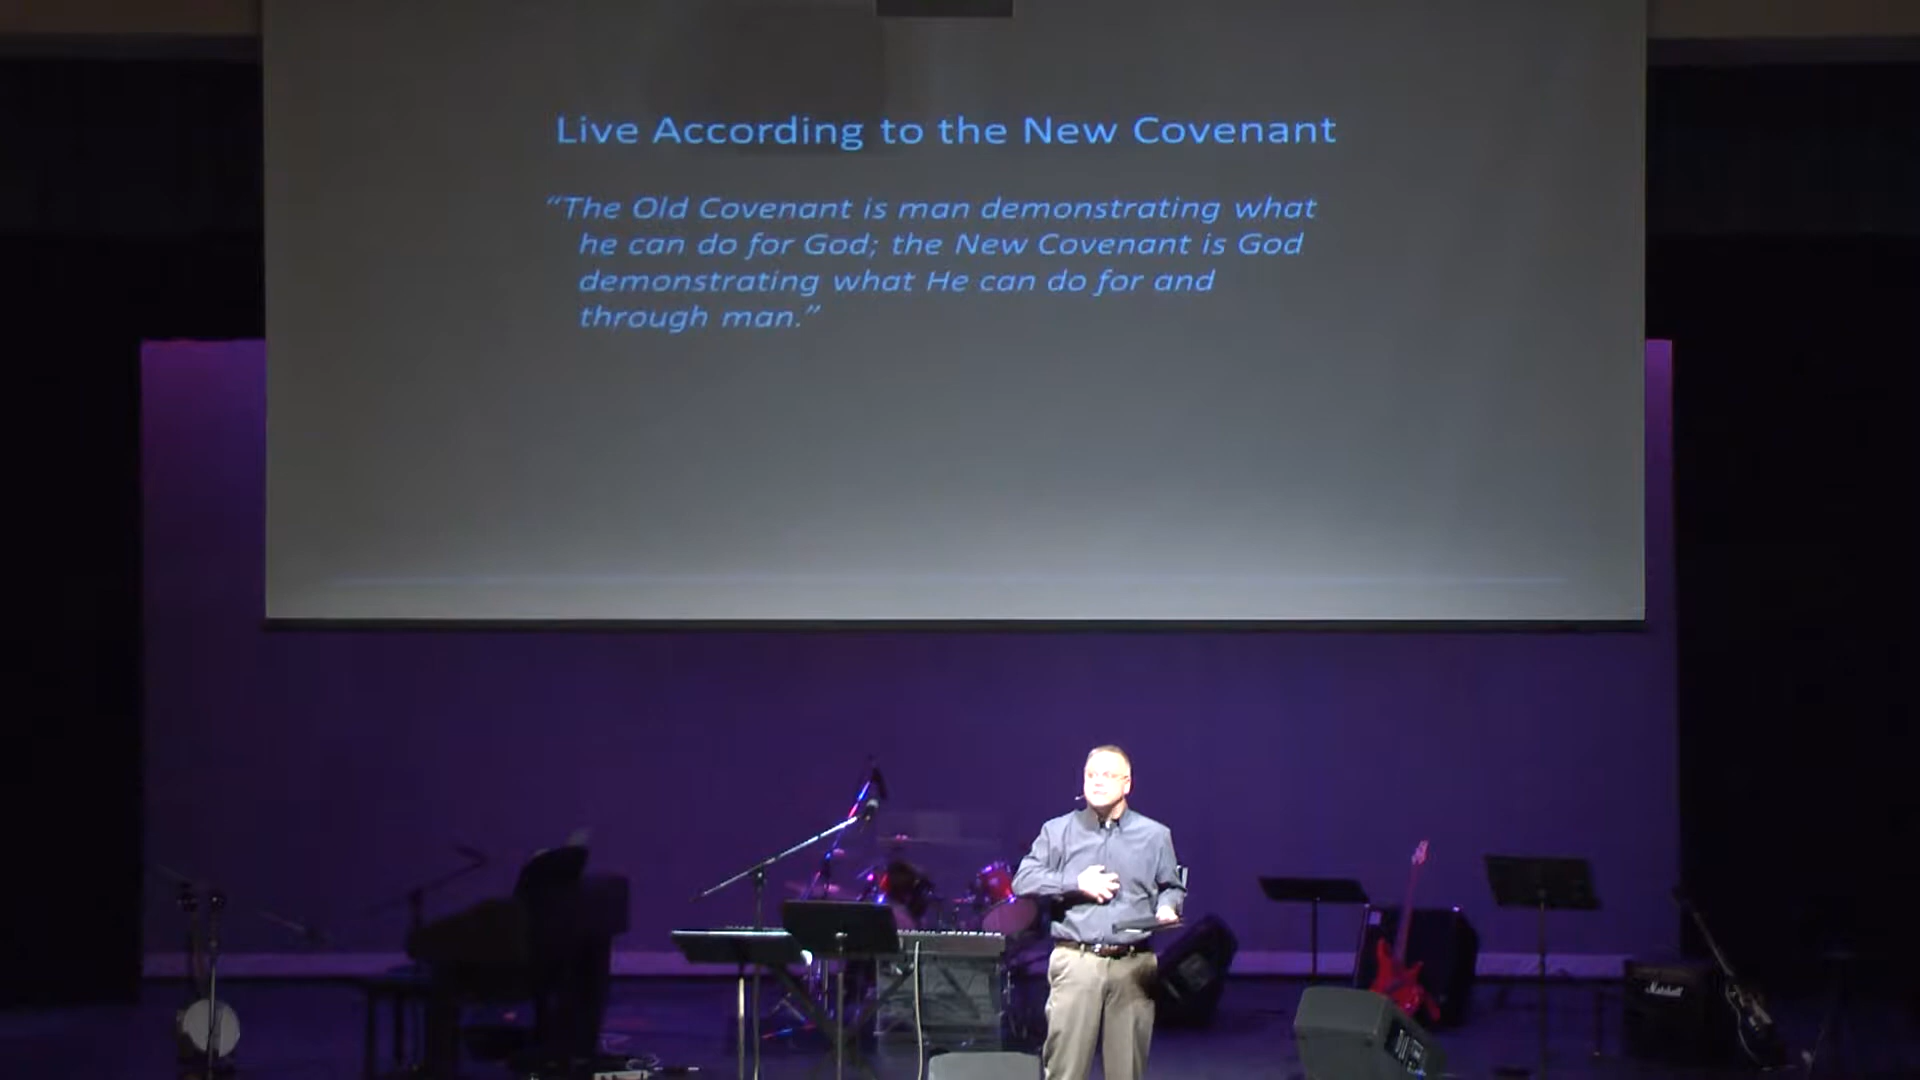 Live According to the New Covenant
“The Old Covenant is man demonstrating what
he can do for God; the New Covenant is God
demonstrating what He can do for and
through man.”
Marshall